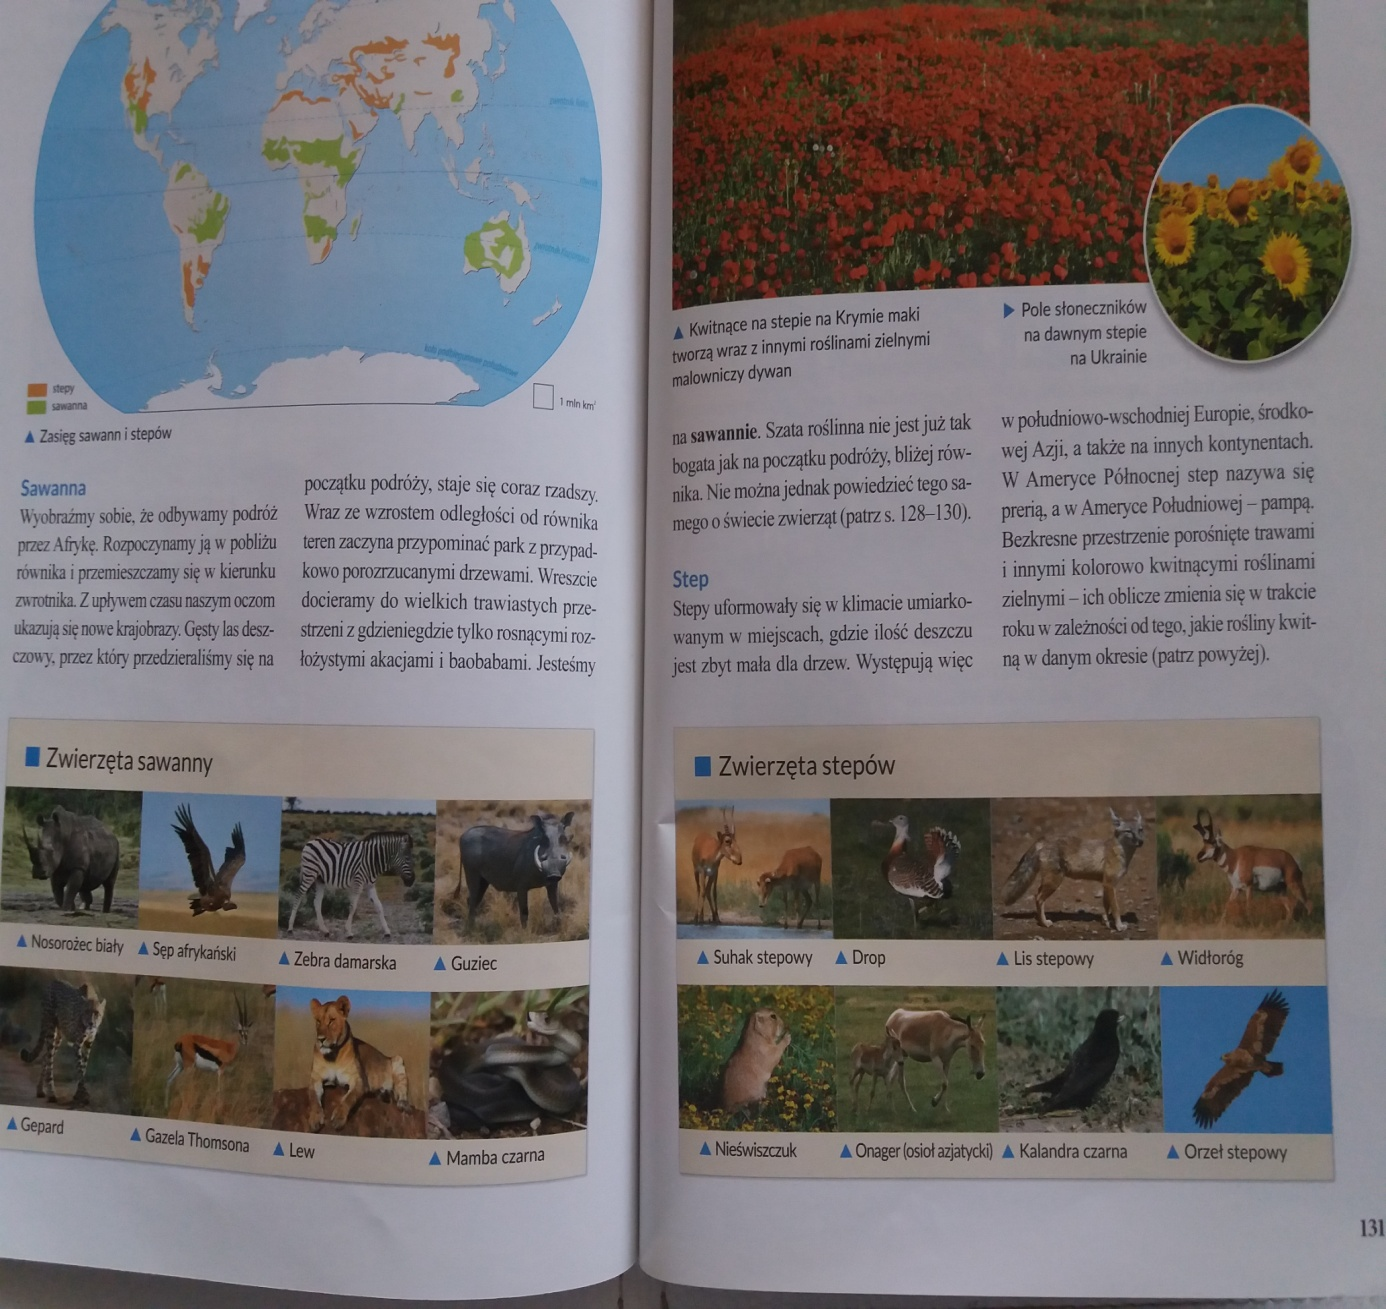 stepy
sawanna
1 mln km²
▲ Zasięg sawann i stepów
Sawanna
Wyobraźmy sobie, że odbywamy podróż
przez Afrykę. Rozpoczynamy ją w pobliżu
równika i przemieszczamy się w kierunku
zwrotnika. Z upływem czasu naszym oczom
ukazują się nowe krajobrazy. Gęsty las desz-
czowy, przez który przedzieraliśmy się na
początku podróży, staje się coraz rzadszy.
Wraz ze wzrostem odległości od równika
teren zaczyna przypominać park z przypad-
kowo porozrzucanymi drzewami. Wreszcie
docieramy do wielkich trawiastych prze-
strzeni z gdzieniegdzie tylko rosnącymi roz-
łożystymi akacjami i baobabami. Jesteśmy
■ Zwierzęta sawanny
▲ Nosorożec biały
▲ Sęp afrykański
▲ Zebra damarska
▲ Guziec
▲ Gepard
▲ Gazela Thomsona
▲ Lew
▲ Mamba czarna
▲ Kwitnące na stepie na Krymie maki
tworzą wraz z innymi roślinami zielnymi
malowniczy dywan
▶ Pole słoneczników
na dawnym stepie
na Ukrainie
na sawannie. Szata roślinna nie jest już tak
bogata jak na początku podróży, bliżej rów-
nika. Nie można jednak powiedzieć tego sa-
mego o świecie zwierząt (patrz s. 128–130).
Step
Stepy uformowały się w klimacie umiarko-
wanym w miejscach, gdzie ilość deszczu
jest zbyt mała dla drzew. Występują więc
w południowo-wschodniej Europie, środko-
wej Azji, a także na innych kontynentach.
W Ameryce Północnej step nazywa się
prerią, a w Ameryce Południowej – pampą.
Bezkresne przestrzenie porośnięte trawami
i innymi kolorowo kwitnącymi roślinami
zielnymi – ich oblicze zmienia się w trakcie
roku w zależności od tego, jakie rośliny kwit-
ną w danym okresie (patrz powyżej).
■ Zwierzęta stepów
▲ Suhak stepowy
▲ Drop
▲ Lis stepowy
▲ Widłoróg
▲ Nieświszczuk
▲ Onager (osioł azjatycki)
▲ Kalandra czarna
▲ Orzeł stepowy
131